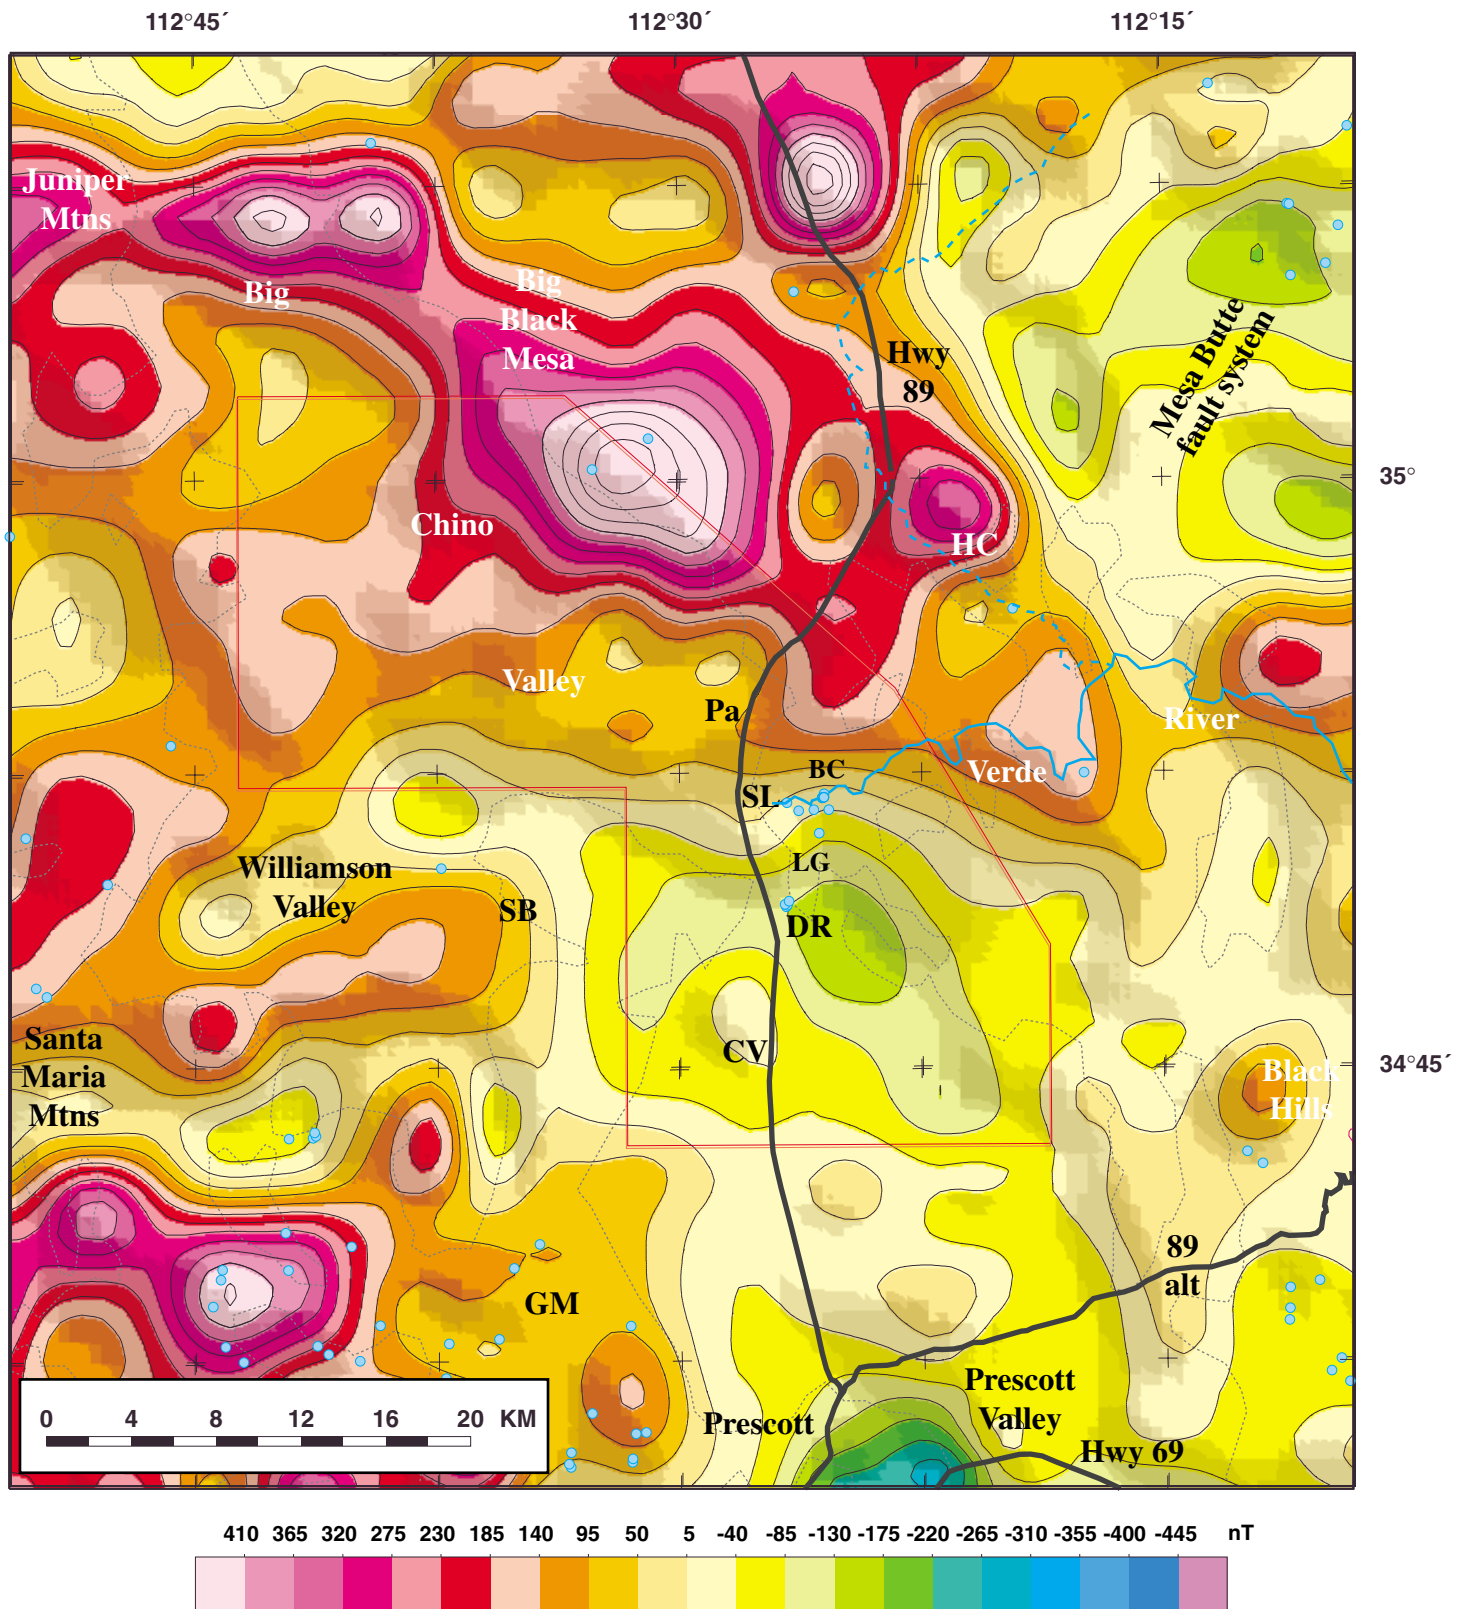 112°45´ 112°30´ 112°15´
Juniper
Mtns
Big
Big
Black
Mesa
Hwy
89
Mesa Butte
fault system
35°
Chino
HC
Valley
Pa
River
BC
Verde
SL
LG
Williamson
Valley
SB
DR
Santa
Maria
Mtns
CV
34°45´
Black
Hills
89
alt
GM
Prescott
Valley
Prescott
Hwy 69
0 4 8 12 16 20 KM
410 365 320 275 230 185 140 95 50 5 -40 -85 -130 -175 -220 -265 -310 -355 -400 -445 nT